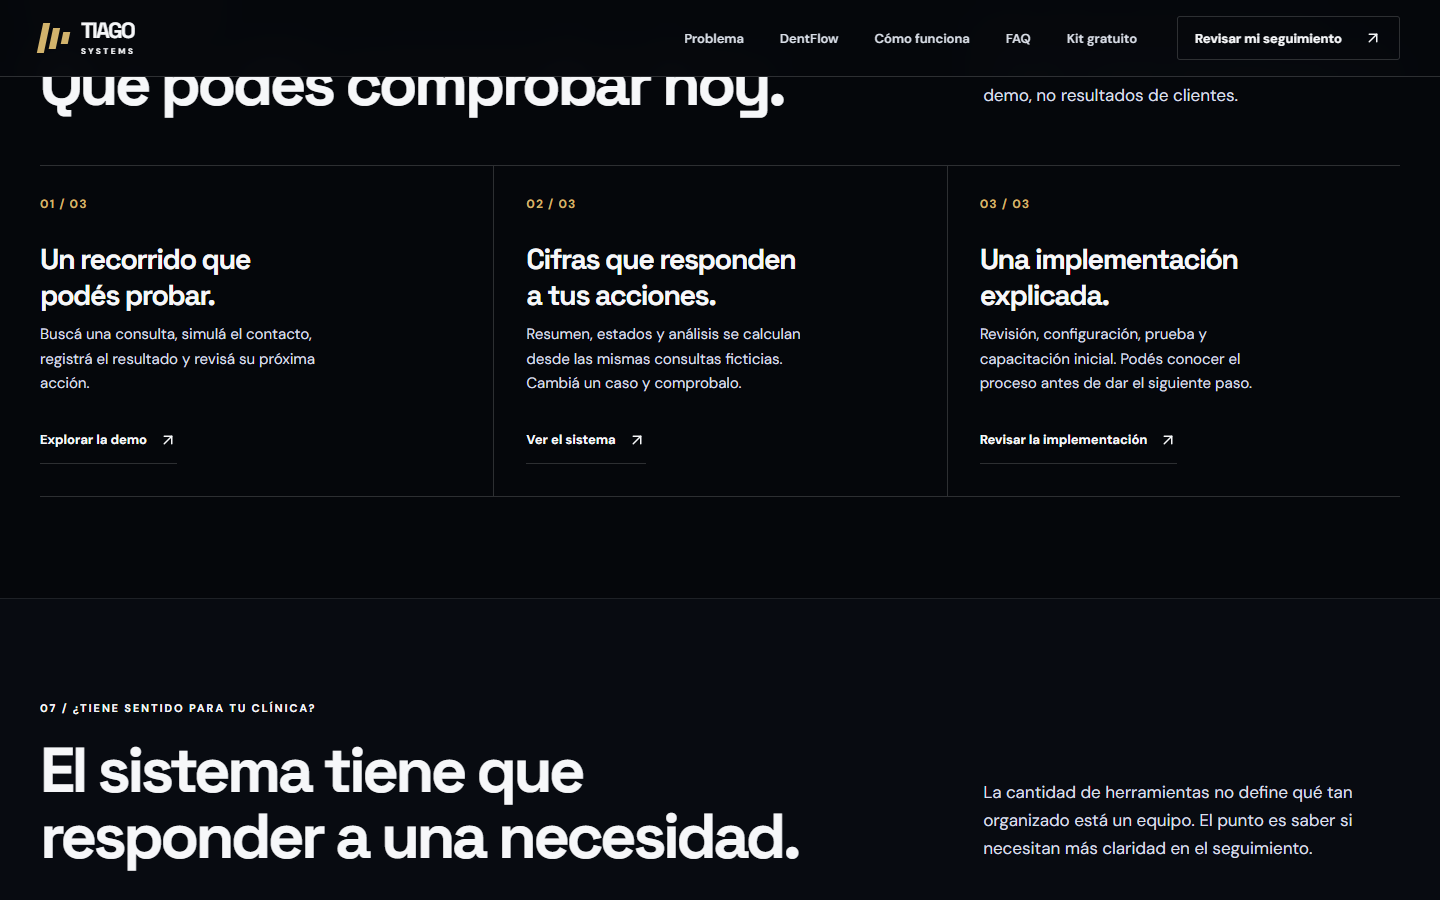 TIAGO
SYSTEMS
Problema
DentFlow
Cómo funciona
FAQ
Kit gratuito
Revisar mi seguimiento
Qué podés comprobar hoy.
demo, no resultados de clientes.
01 / 03
Un recorrido que
podés probar.
Buscá una consulta, simulá el contacto,
registrá el resultado y revisá su próxima
acción.
Explorar la demo
02 / 03
Cifras que responden
a tus acciones.
Resumen, estados y análisis se calculan
desde las mismas consultas ficticias.
Cambiá un caso y comprobalo.
Ver el sistema
03 / 03
Una implementación
explicada.
Revisión, configuración, prueba y
capacitación inicial. Podés conocer el
proceso antes de dar el siguiente paso.
Revisar la implementación
07 / ¿TIENE SENTIDO PARA TU CLÍNICA?
El sistema tiene que
responder a una necesidad.
La cantidad de herramientas no define qué tan
organizado está un equipo. El punto es saber si
necesitan más claridad en el seguimiento.